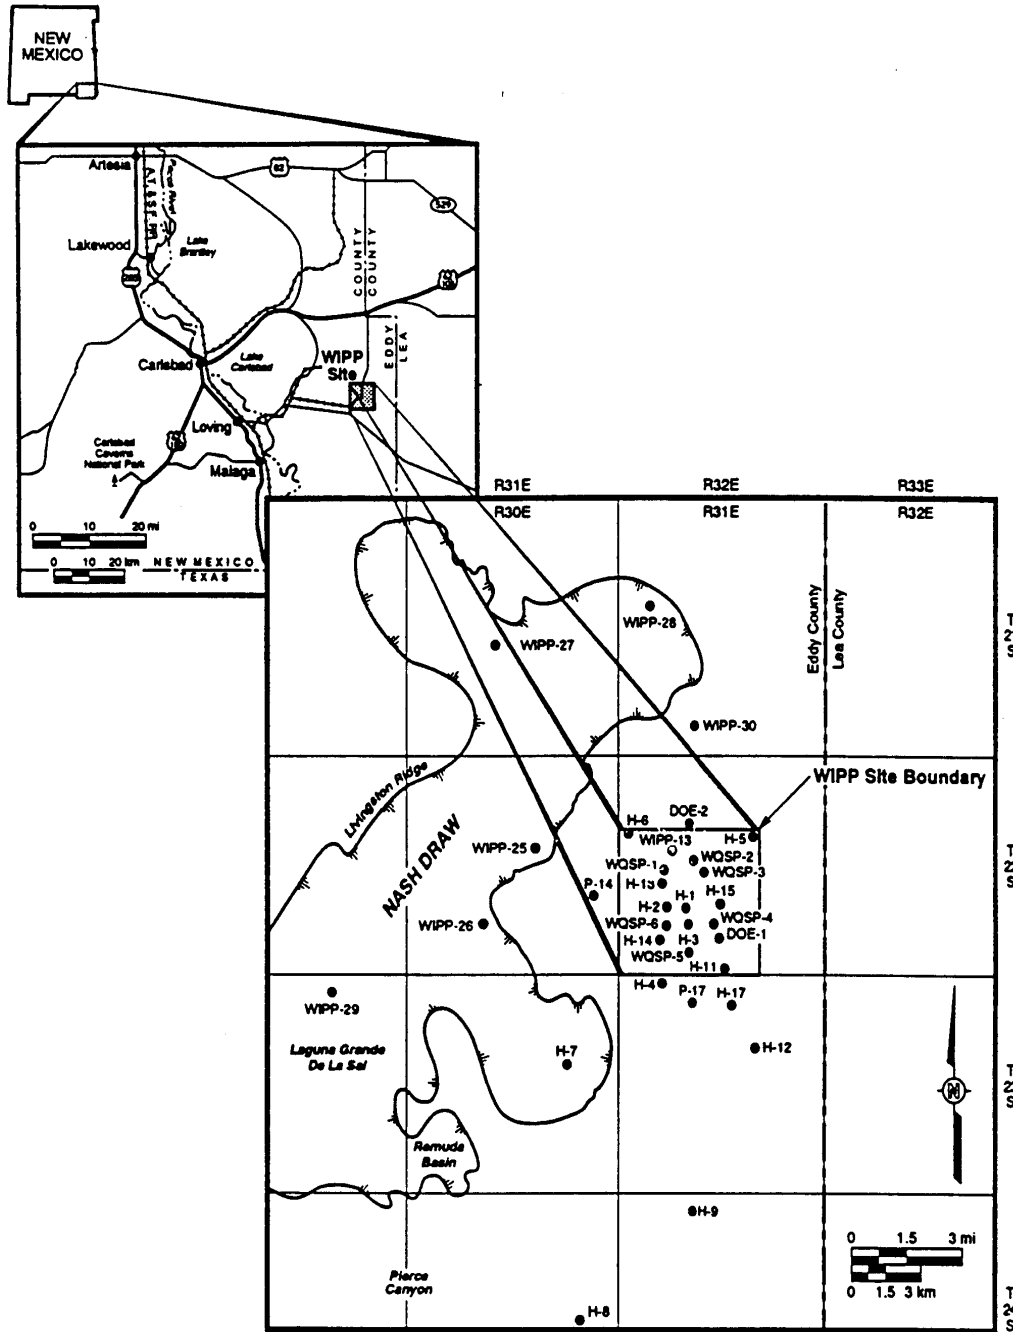 NEW
MEXICO
Artesia
A.T. & S.F. RR
Pecos River
62
529
Lakewood
Lake
Brantley
285
COUNTY
COUNTY
EDDY
LEA
Carlsbad
Lake
Carlsbad
WIPP
Site
Loving
Carlsbad
Caverns
National Park
Malaga
0 10 20 mi
0 10 20 km
NEW MEXICO
TEXAS
R31E R32E R33E
R30E R31E R32E
WIPP-28
WIPP-27
Eddy County
Lea County
WIPP-30
WIPP Site Boundary
Livingston Ridge
NASH DRAW
H-6
DOE-2
H-5
WIPP-13
WIPP-25
WQSP-2
WQSP-1
WQSP-3
P-14
H-15
H-2
H-1
WIPP-26
WQSP-6
WQSP-4
H-14
H-3
DOE-1
WQSP-5
H-11
H-4
P-17
H-17
WIPP-29
Laguna Grande
De La Sal
H-7
H-12
N
Remuda
Basin
H-9
0 1.5 3 mi
0 1.5 3 km
Pierce
Canyon
H-8